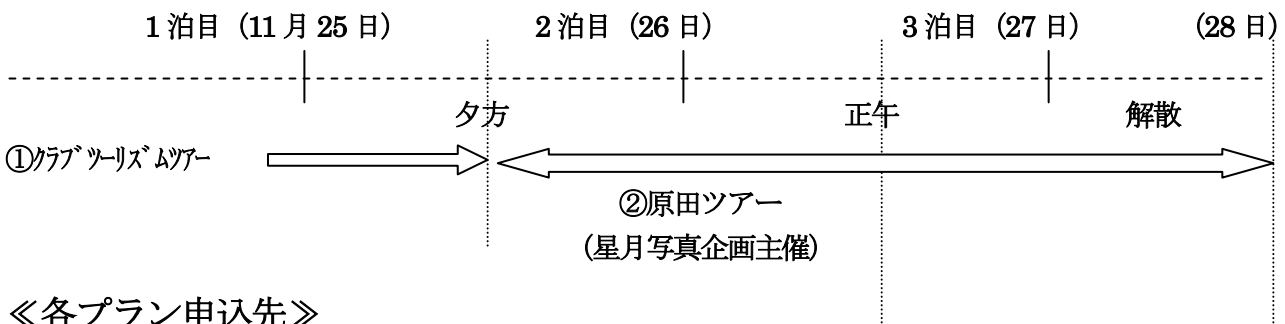 1泊目（11月25日） 2泊目（26日） 3泊目（27日） （28日）
夕方 正午 解散
①ｸﾗﾌﾞﾂｰﾘｽﾞﾑﾂｱｰ
②原田ツアー
（星月写真企画主催）
≪各プラン申込先≫